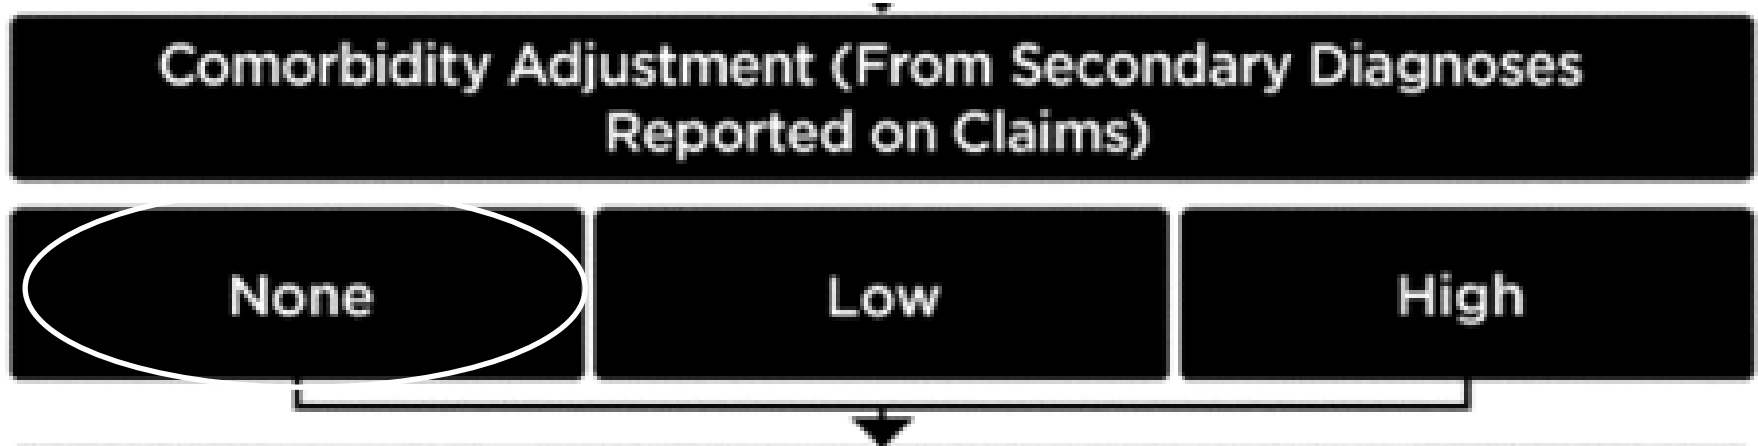 Comorbidity Adjustment (From Secondary Diagnoses
Reported on Claims)
None
Low
High